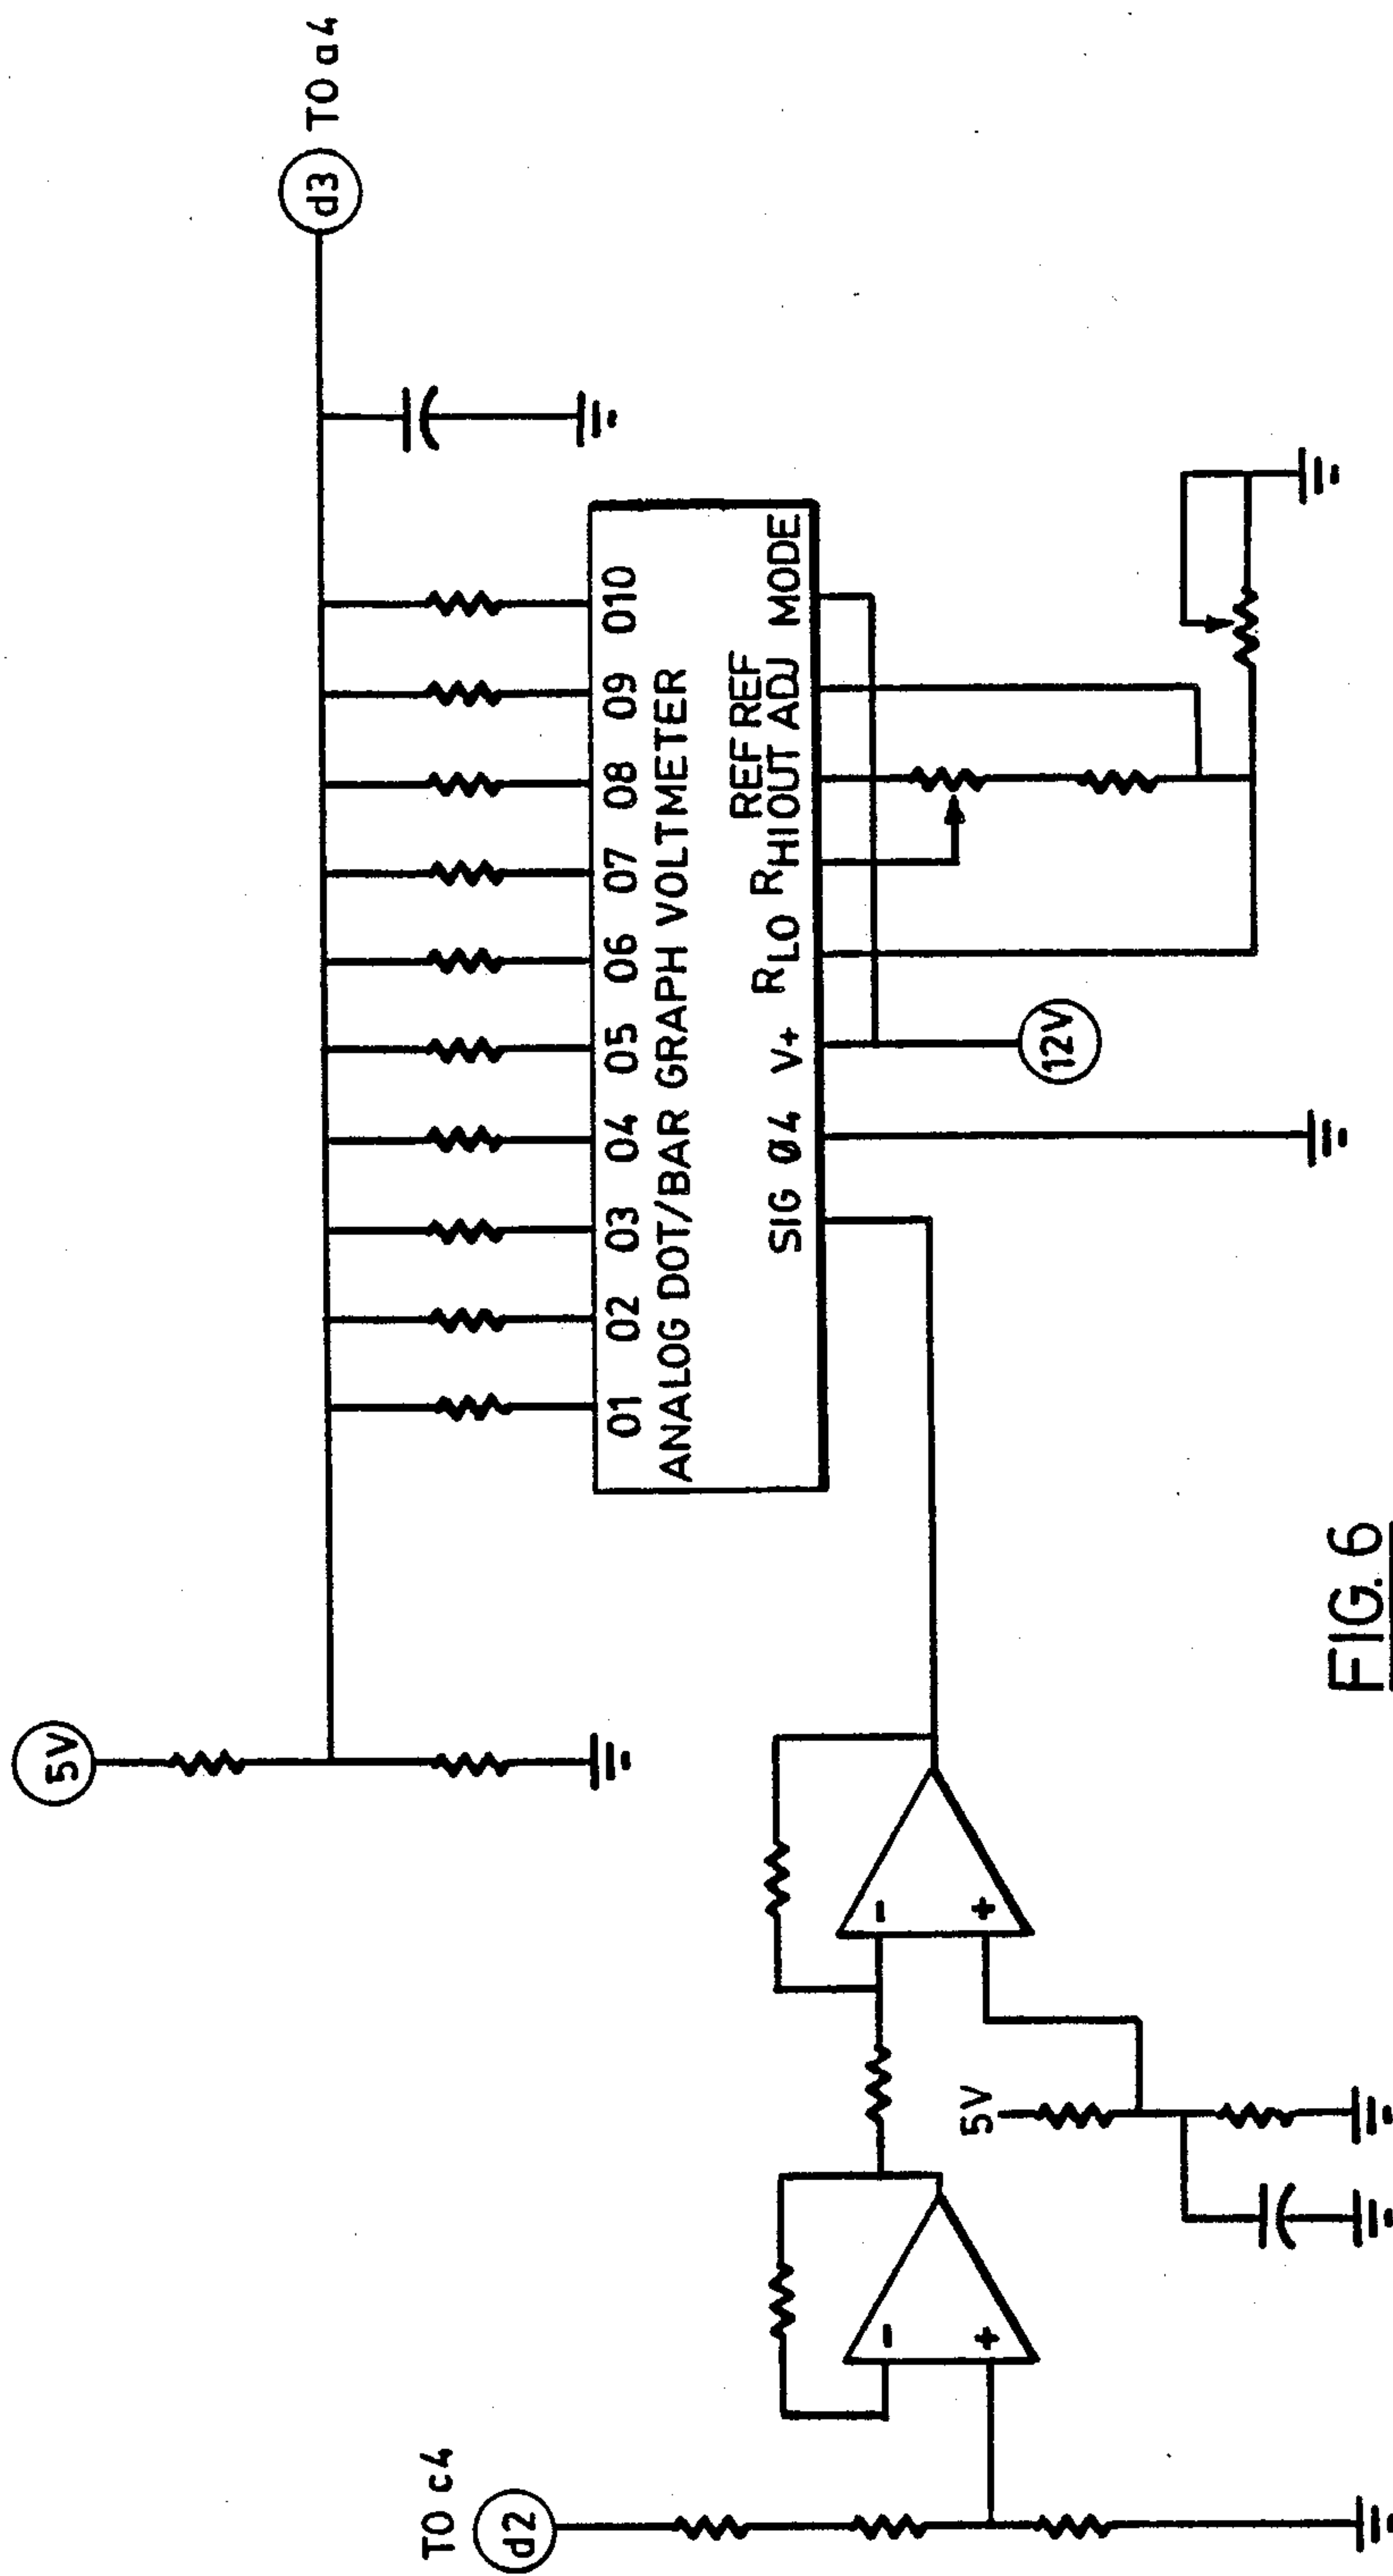 5V
d3 TO a4
01 02 03 04 05 06 07 08 09 010
ANALOG DOT/BAR GRAPH VOLTMETER
REF REF
SIG Ø4 V+ RLO RHI OUT ADJ MODE
12V
TO c4
d2
-
+
-
+
5V
FIG. 6